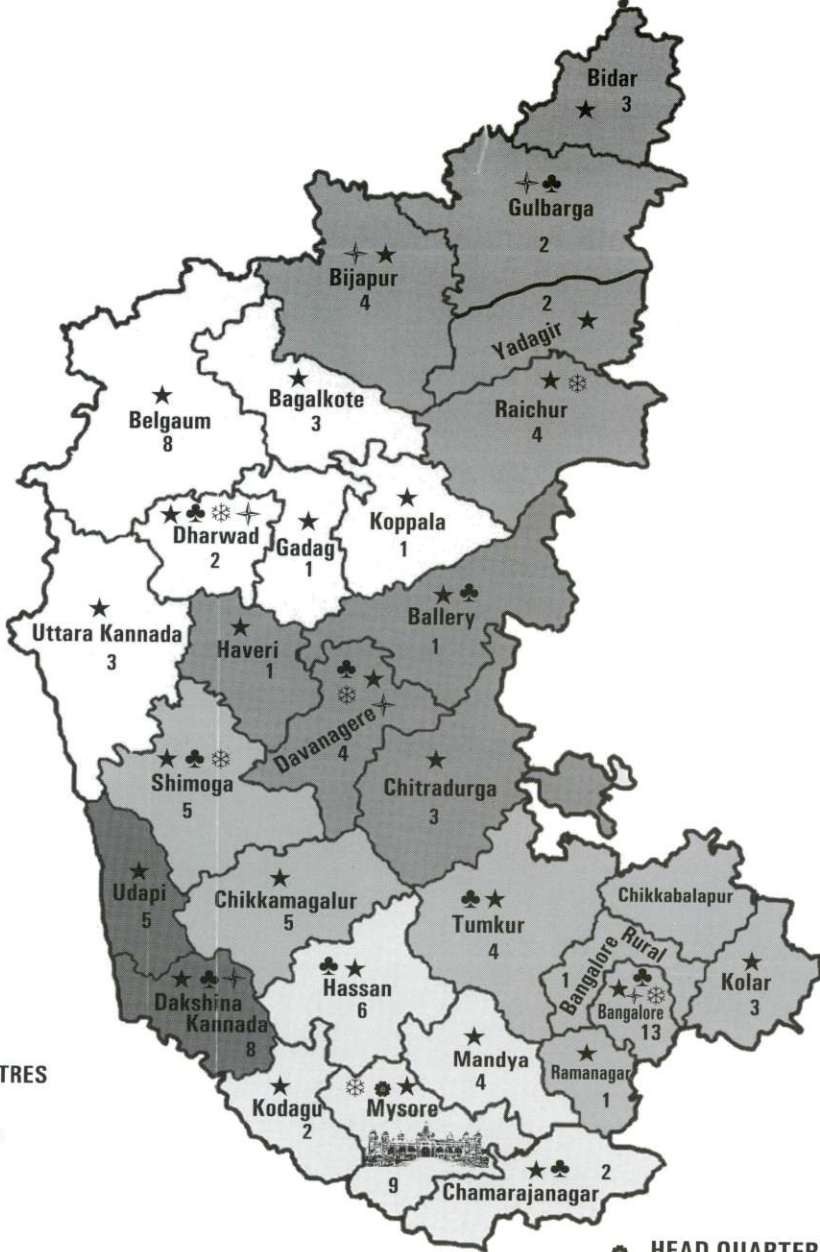 Bidar
3
Gulbarga
2
Bijapur
4
2
Yadagir
Raichur
4
Belgaum
8
Bagalkote
3
Dharwad
2
Gadag
1
Koppala
1
Ballery
1
Uttara Kannada
3
Haveri
1
Davanagere
4
Shimoga
5
Chitradurga
3
Udapi
5
Chikkamagalur
5
Tumkur
4
Chikkabalapur
Bangalore Rural
1
Bangalore
13
Kolar
3
Hassan
6
Dakshina
Kannada
8
Mandya
4
Ramanagar
1
Kodagu
2
Mysore
9
Chamarajanagar
2
TRES
HEAD QUARTER